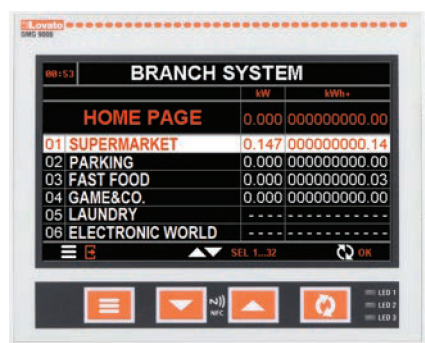 Lovato
DMG 9000
00:53 BRANCH SYSTEM
kW kWh+
HOME PAGE 0.000 000000000.00
01 SUPERMARKET 0.147 000000000.14
02 PARKING 0.000 000000000.00
03 FAST FOOD 0.000 000000000.03
04 GAME&CO. 0.000 000000000.00
05 LAUNDRY ---- ------------
06 ELECTRONIC WORLD ---- ------------
SEL 1...32 OK
NFC
LED 1
LED 2
LED 3